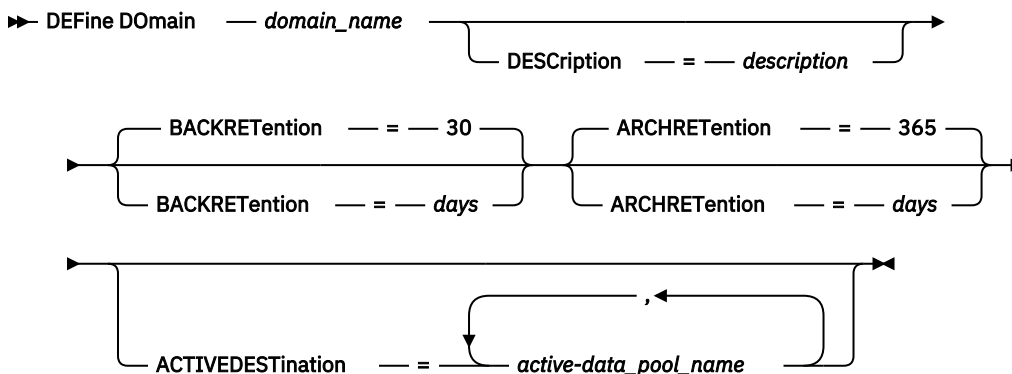 DEFine DOmain — domain_name
DESCription — = — description
BACKRETention — = — 30
ARCHRETention — = — 365
BACKRETention — = — days
ARCHRETention — = — days
,
ACTIVEDESTination — = — active-data_pool_name